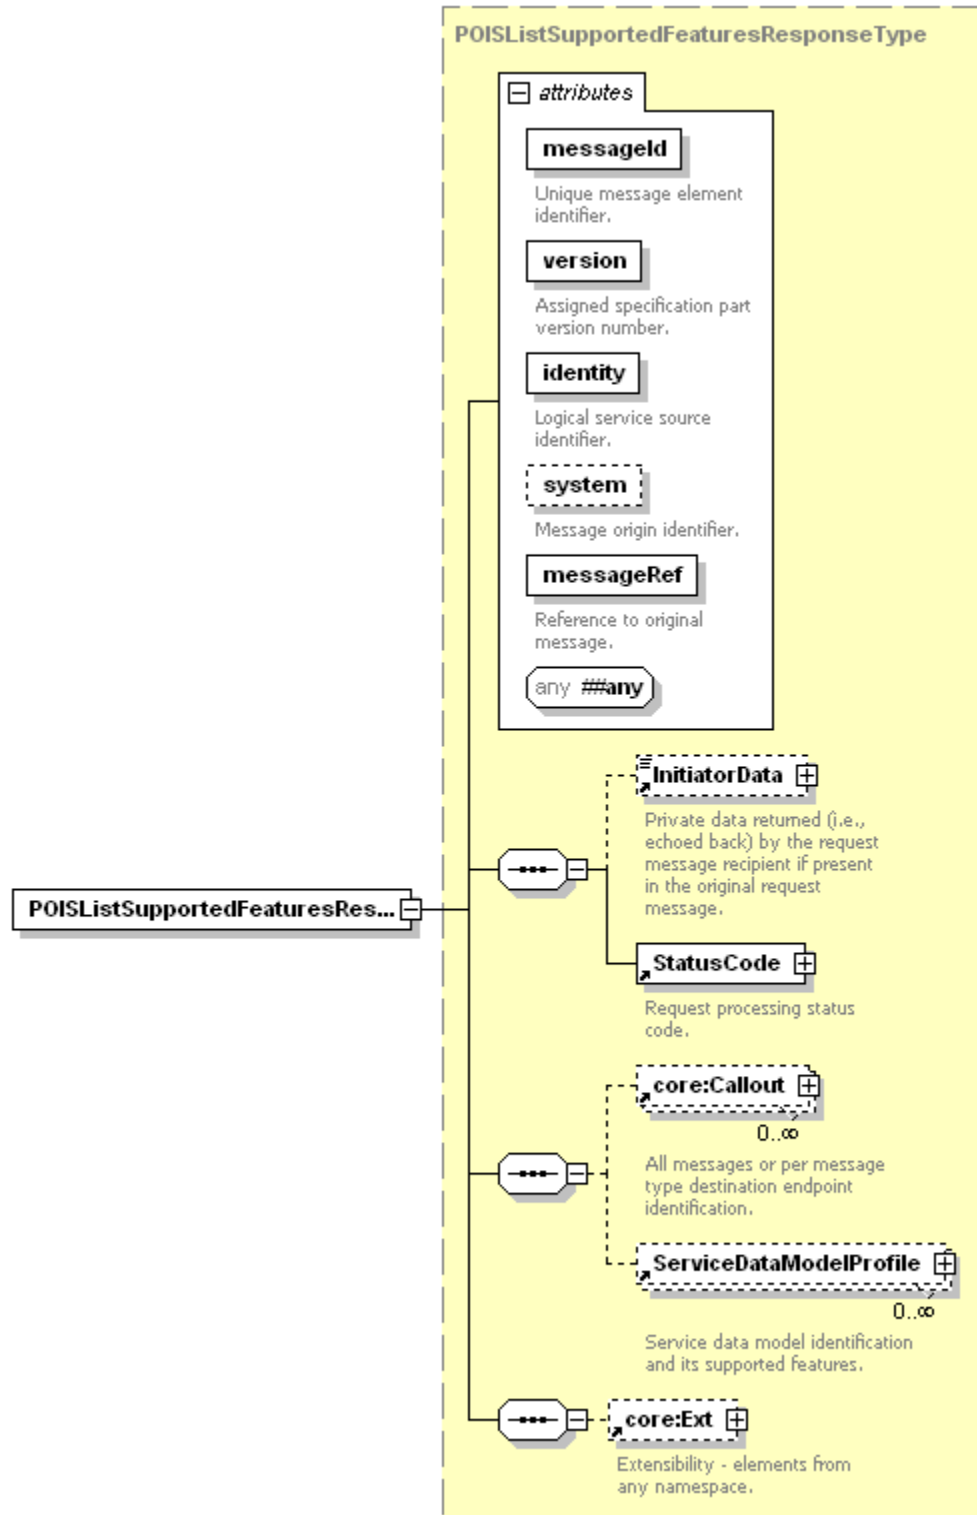 POISListSupportedFeaturesResponseType
attributes
messageId
Unique message element
identifier.
version
Assigned specification part
version number.
identity
Logical service source
identifier.
system
Message origin identifier.
messageRef
Reference to original
message.
any ##any
InitiatorData
Private data returned (i.e.,
echoed back) by the request
message recipient if present
in the original request
message.
POISListSupportedFeaturesRes...
StatusCode
Request processing status
code.
core:Callout
0..∞
All messages or per message
type destination endpoint
identification.
ServiceDataModelProfile
0..∞
Service data model identification
and its supported features.
core:Ext
Extensibility - elements from
any namespace.